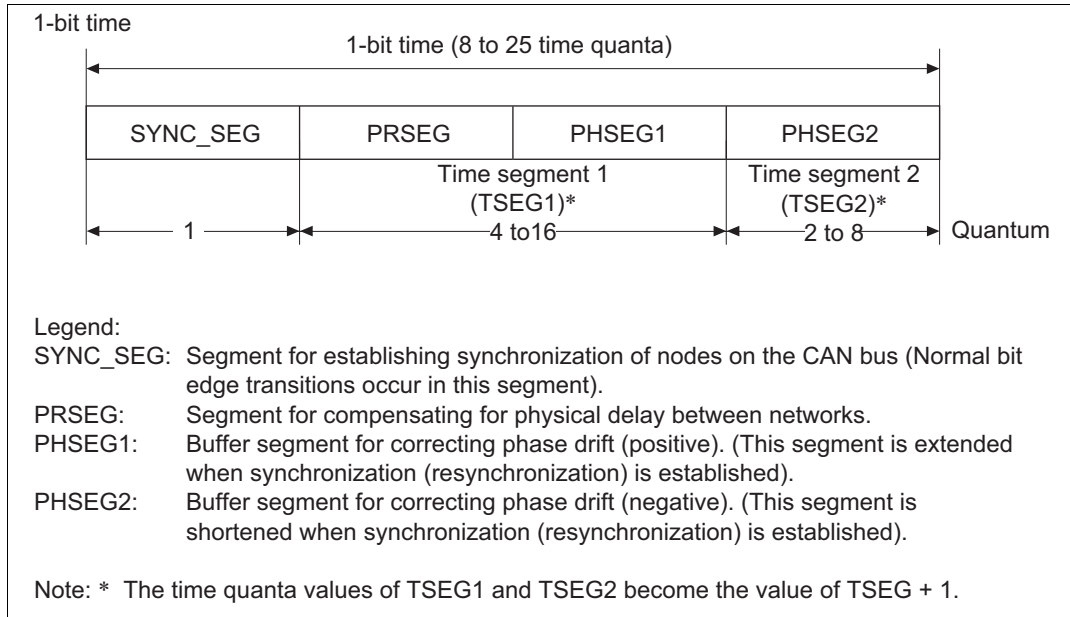 1-bit time
1-bit time (8 to 25 time quanta)
SYNC_SEG PRSEG PHSEG1 PHSEG2
Time segment 1 Time segment 2
(TSEG1)* (TSEG2)*
1 4 to16 2 to 8 Quantum
Legend:
SYNC_SEG: Segment for establishing synchronization of nodes on the CAN bus (Normal bit
edge transitions occur in this segment).
PRSEG: Segment for compensating for physical delay between networks.
PHSEG1: Buffer segment for correcting phase drift (positive). (This segment is extended
when synchronization (resynchronization) is established).
PHSEG2: Buffer segment for correcting phase drift (negative). (This segment is
shortened when synchronization (resynchronization) is established).
Note: * The time quanta values of TSEG1 and TSEG2 become the value of TSEG + 1.